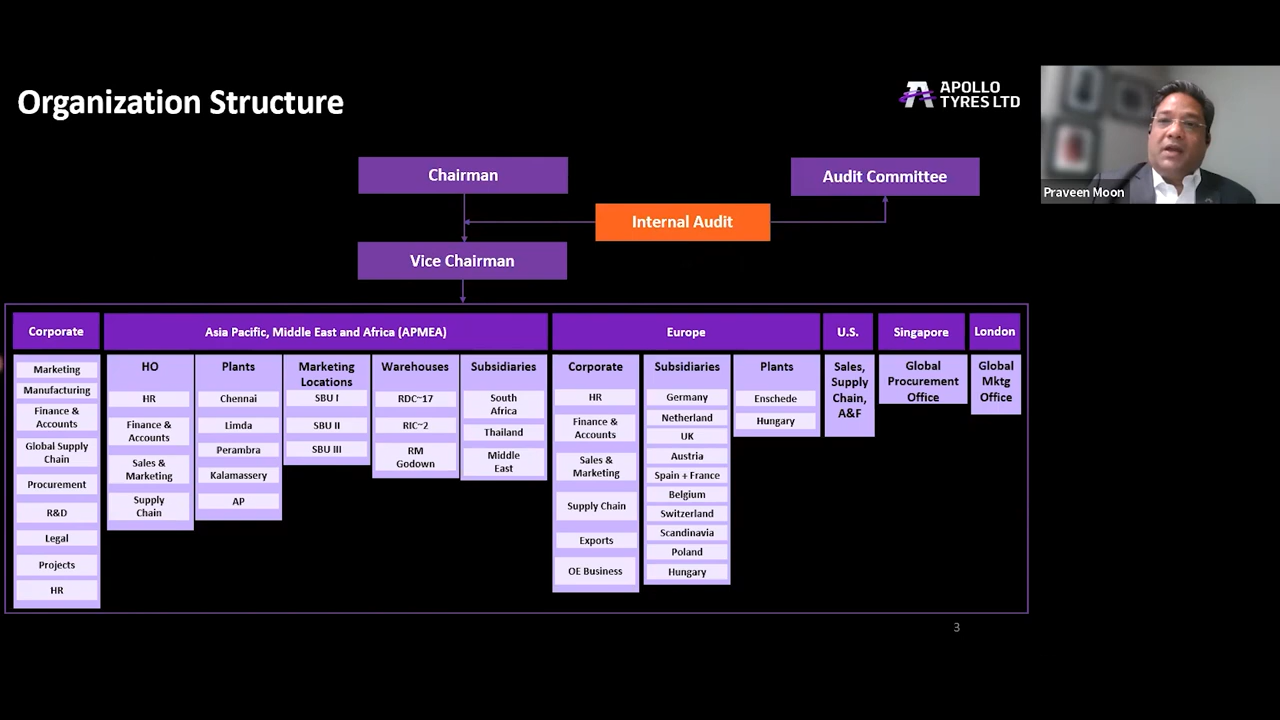 Organization Structure
APOLLO
TYRES LTD
Praveen Moon
Chairman
Audit Committee
Internal Audit
Vice Chairman
Corporate
Marketing
Manufacturing
Finance &
Accounts
Global Supply
Chain
Procurement
R&D
Legal
Projects
HR
Asia Pacific, Middle East and Africa (APMEA)
HO
HR
Finance &
Accounts
Sales &
Marketing
Supply
Chain
Plants
Chennai
Limda
Perambra
Kalamassery
AP
Marketing
Locations
SBU I
SBU II
SBU III
Warehouses
RDC~17
RIC~2
RM
Godown
Subsidiaries
South
Africa
Thailand
Middle
East
Europe
Corporate
HR
Finance &
Accounts
Sales &
Marketing
Supply Chain
Exports
OE Business
Subsidiaries
Germany
Netherland
UK
Austria
Spain + France
Belgium
Switzerland
Scandinavia
Poland
Hungary
Plants
Enschede
Hungary
U.S.
Sales,
Supply
Chain,
A&F
Singapore
Global
Procurement
Office
London
Global
Mktg
Office
3